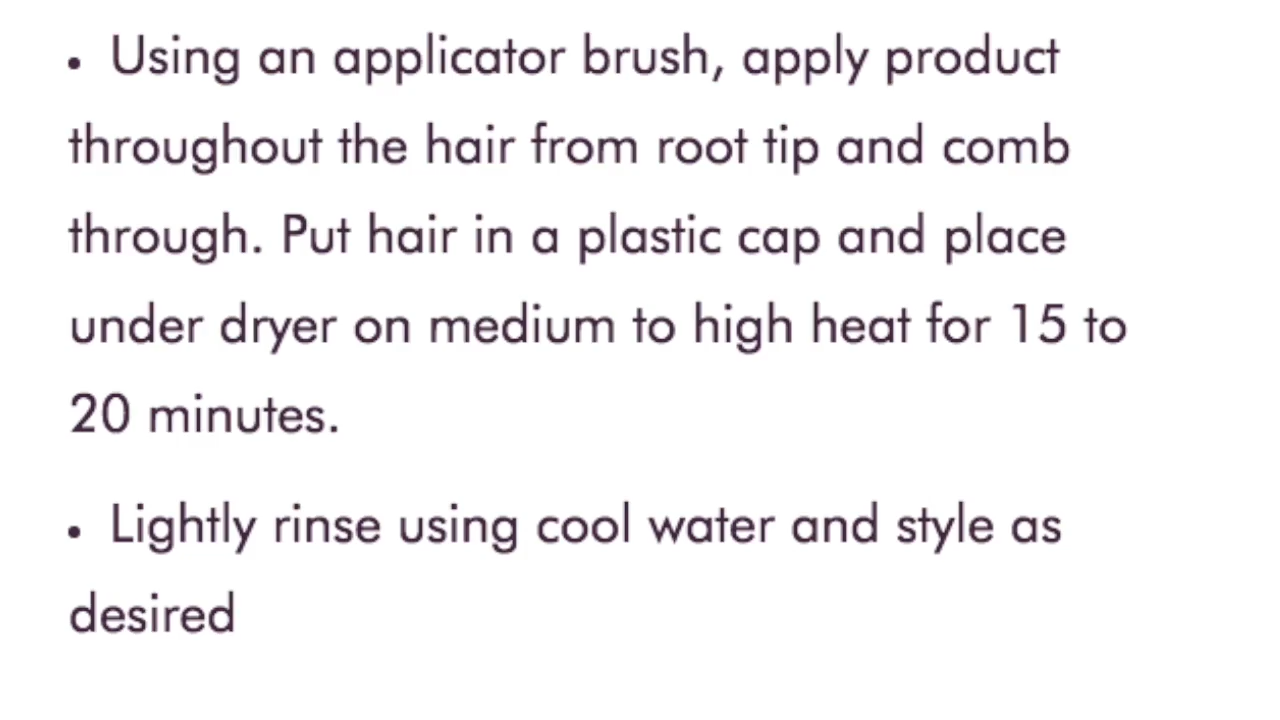 • Using an applicator brush, apply product
throughout the hair from root tip and comb
through. Put hair in a plastic cap and place
under dryer on medium to high heat for 15 to
20 minutes.
• Lightly rinse using cool water and style as
desired